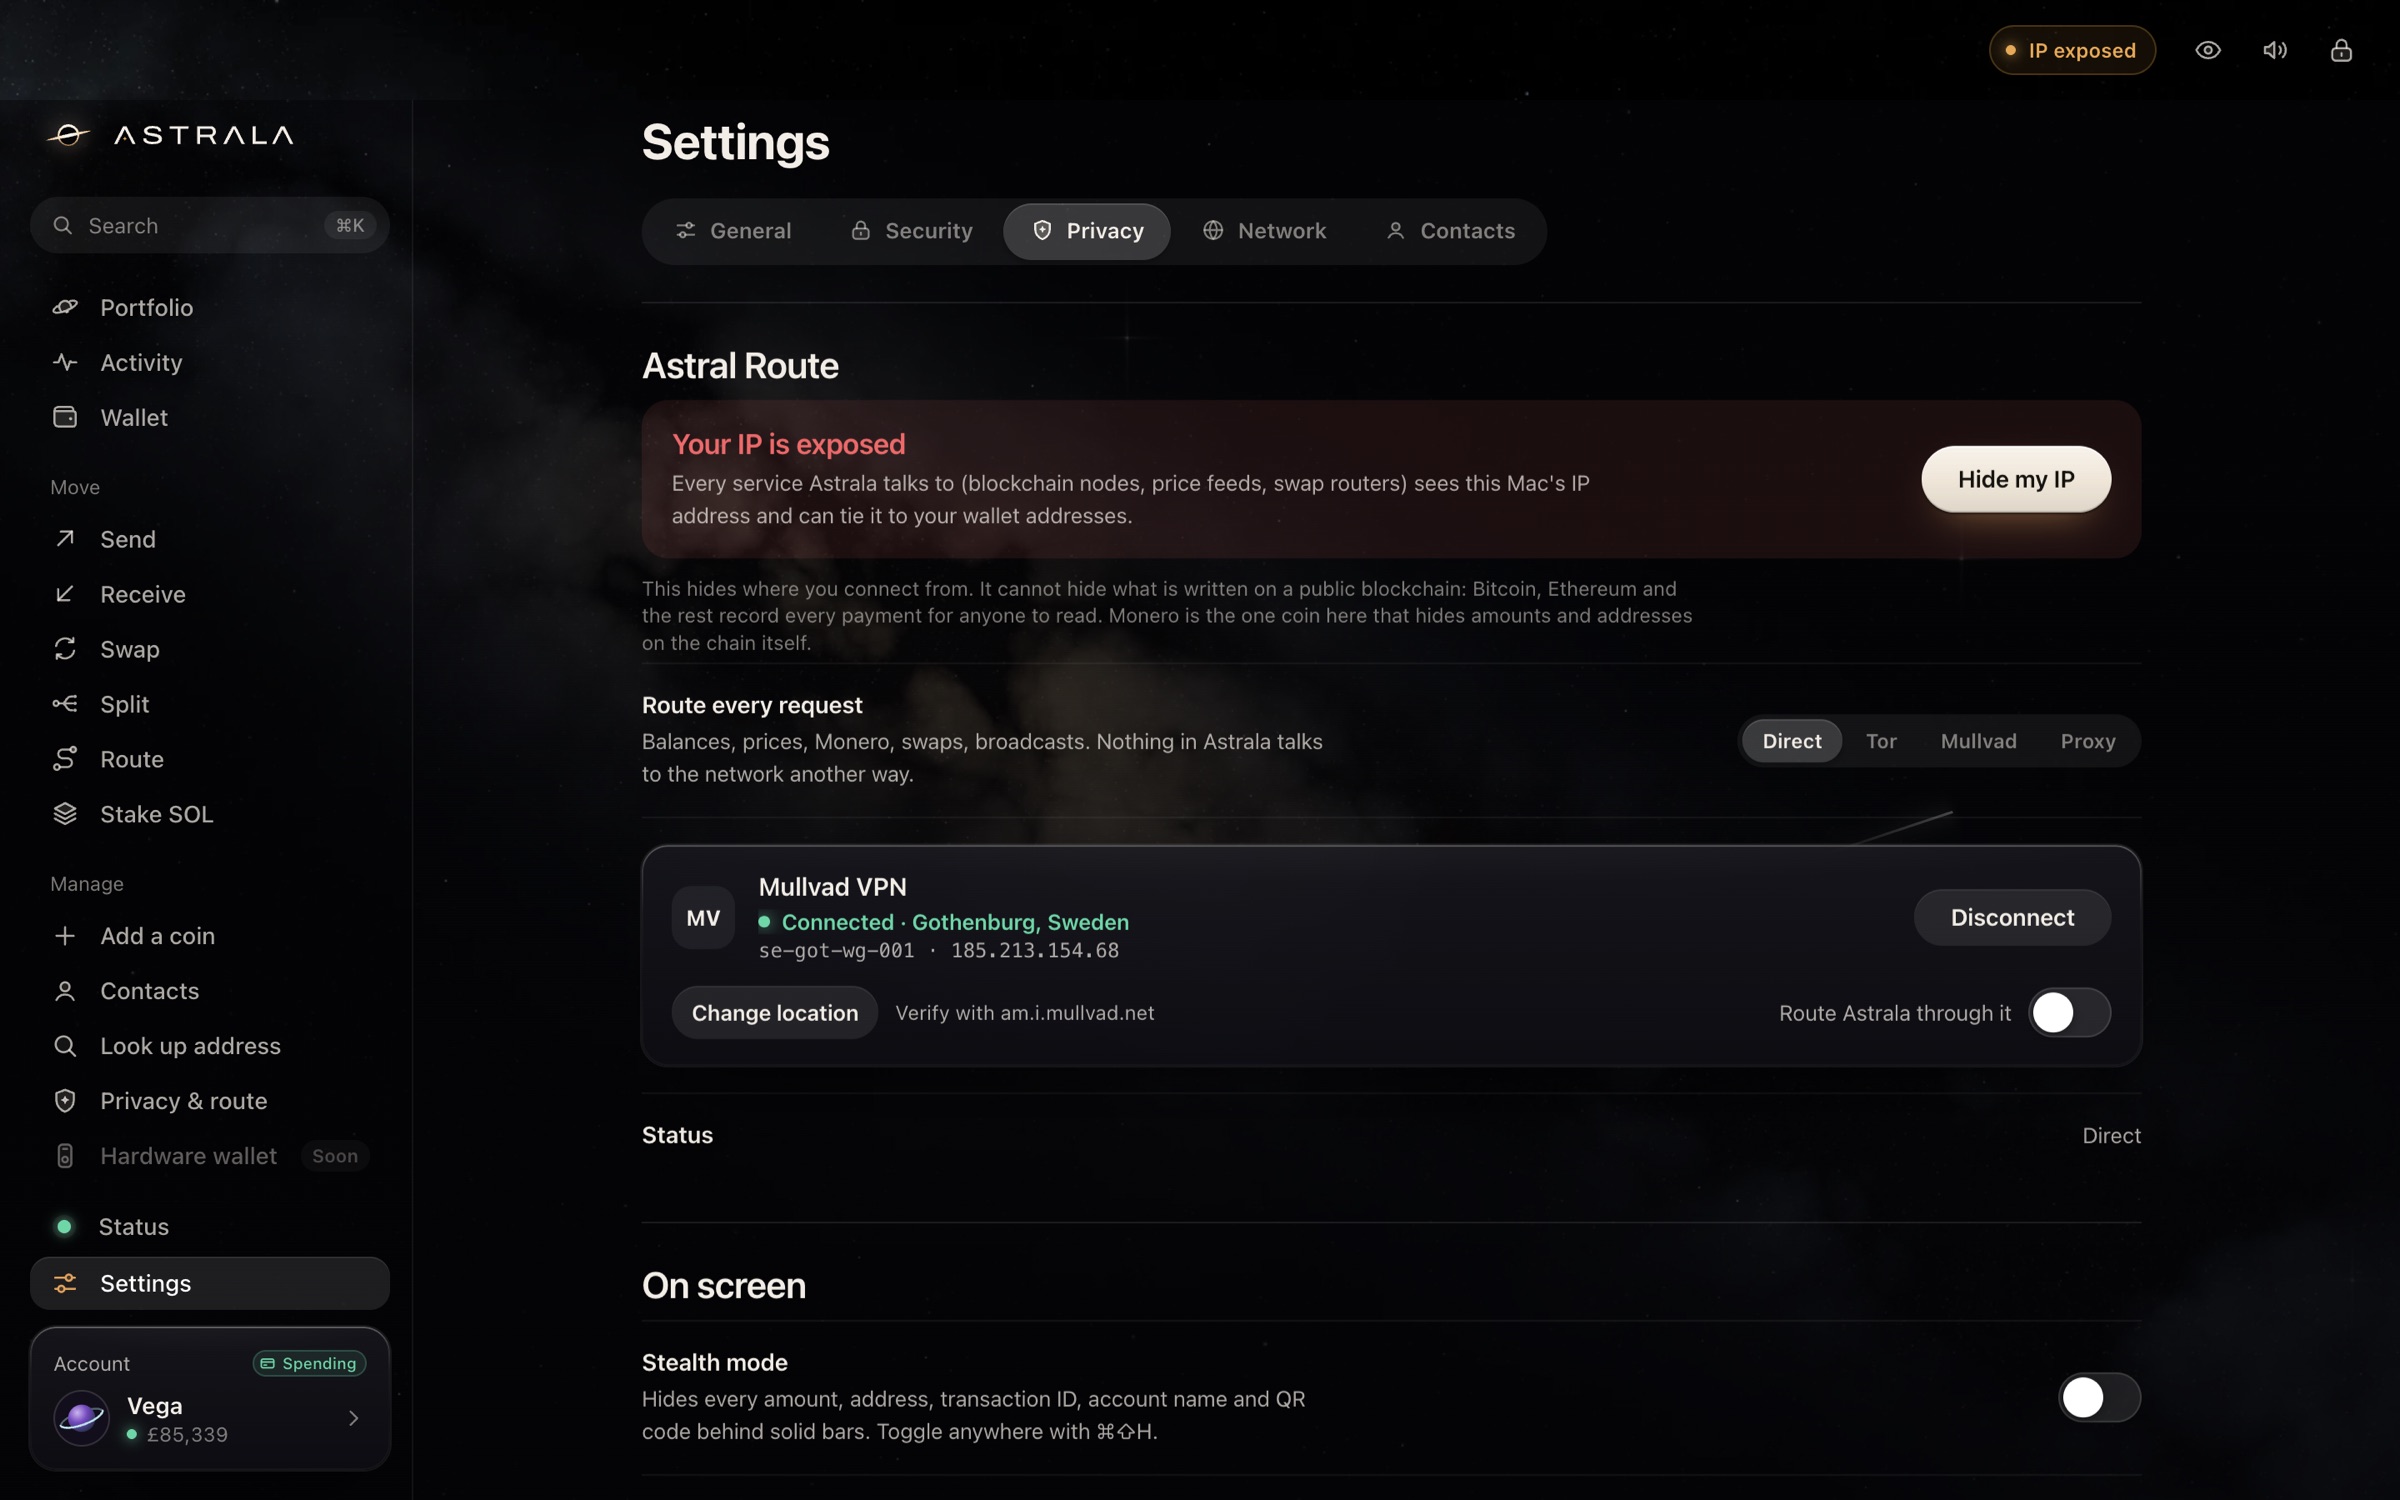 IP exposed
ASTRALA
Search ⌘K
Portfolio
Activity
Wallet
Move
Send
Receive
Swap
Split
Route
Stake SOL
Manage
Add a coin
Contacts
Look up address
Privacy & route
Hardware wallet Soon
Status
Settings
Account Spending
Vega
£85,339
Settings
General Security Privacy Network Contacts
Astral Route
Your IP is exposed
Every service Astrala talks to (blockchain nodes, price feeds, swap routers) sees this Mac's IP
address and can tie it to your wallet addresses.
Hide my IP
This hides where you connect from. It cannot hide what is written on a public blockchain: Bitcoin, Ethereum and
the rest record every payment for anyone to read. Monero is the one coin here that hides amounts and addresses
on the chain itself.
Route every request
Balances, prices, Monero, swaps, broadcasts. Nothing in Astrala talks
to the network another way.
Direct Tor Mullvad Proxy
MV
Mullvad VPN
Connected · Gothenburg, Sweden
se-got-wg-001 · 185.213.154.68
Disconnect
Change location Verify with am.i.mullvad.net Route Astrala through it
Status Direct
On screen
Stealth mode
Hides every amount, address, transaction ID, account name and QR
code behind solid bars. Toggle anywhere with ⌘⇧H.